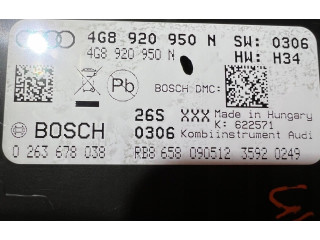 4G8 920 950 N SW: 0306
4G8 920 950 N HW: H34
Pb
BOSCH DMC:
26S XXX Made in Hungary
K: 622571
BOSCH 0306 Kombiinstrument Audi
0 263 678 038 RB8 658 090512 3592 0249